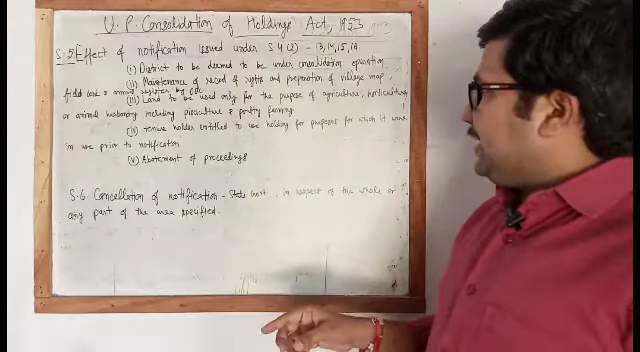 U. P. Consolidation of Holdings Act, 1953
S. 5 Effect of notification issued under S 4 (2) - 13, 14, 15, 16
(i) District to be deemed to be under consolidation operation
(ii) Maintenance of record of rights and preparation of village map,
field book & annual register by DDC
(iii) Land to be used only for the purpose of agriculture, horticulture
or animal husbandry including pisciculture & poultry farming
(iv) tenure holder entitled to use holding for purposes for which it were
in use prior to notification
(v) Abatement of proceedings
S. 6. Cancellation of notification - State Govt. in respect of the whole or
any part of the area specified.